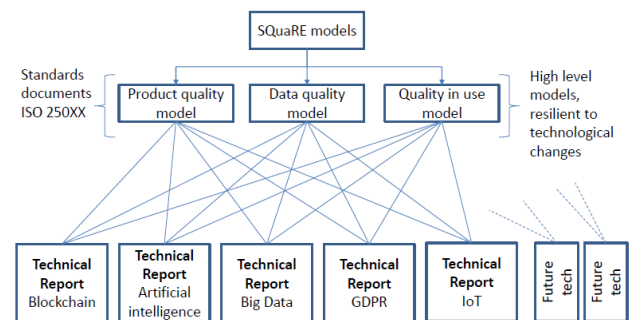 SQuaRE models
Standards
documents
ISO 250XX
Product quality
model
Data quality
model
Quality in use
model
High level
models,
resilient to
technological
changes
Technical
Report
Blockchain
Technical
Report
Artificial
intelligence
Technical
Report
Big Data
Technical
Report
GDPR
Technical
Report
IoT
Future
tech
Future
tech